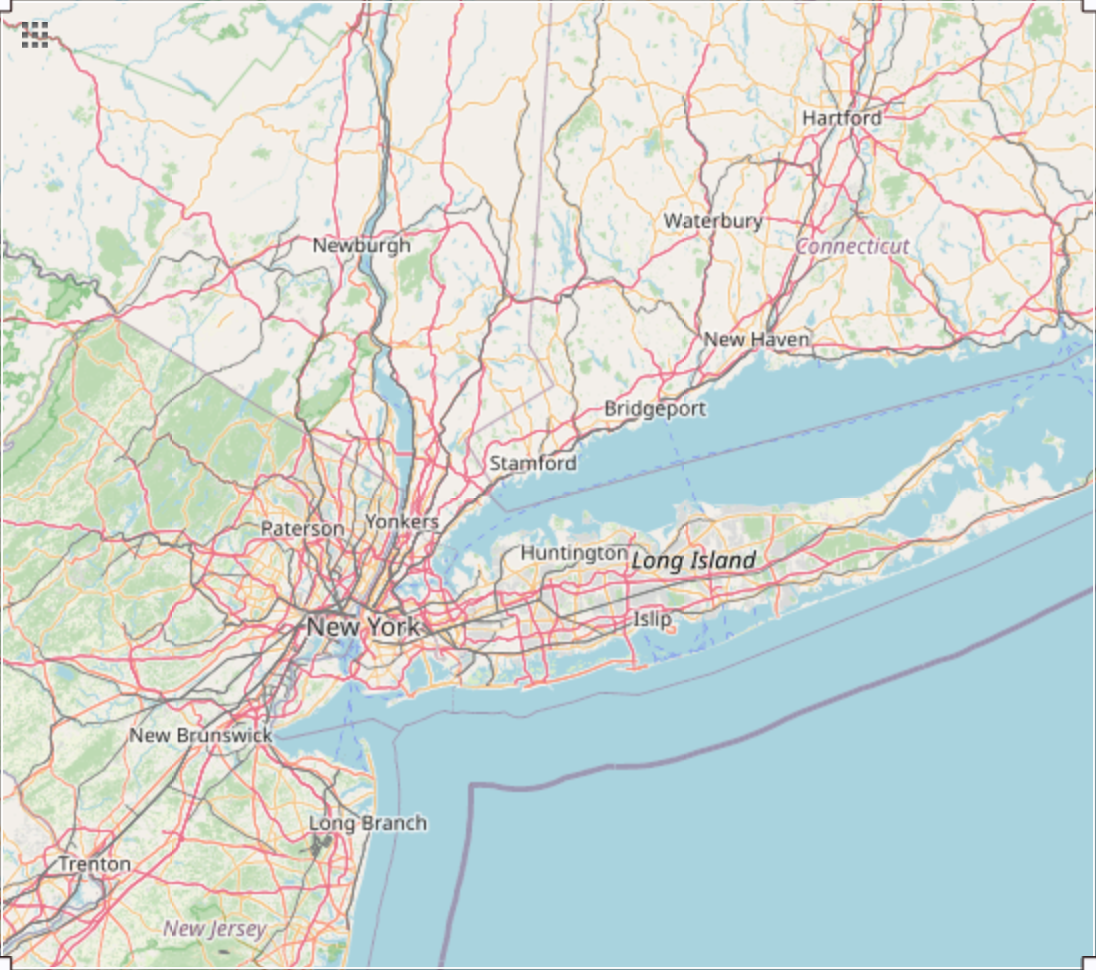 Hartford
Waterbury
Newburgh
Connecticut
New Haven
Bridgeport
Stamford
Paterson
Yonkers
Huntington
Long Island
New York
Islip
New Brunswick
Long Branch
Trenton
New Jersey